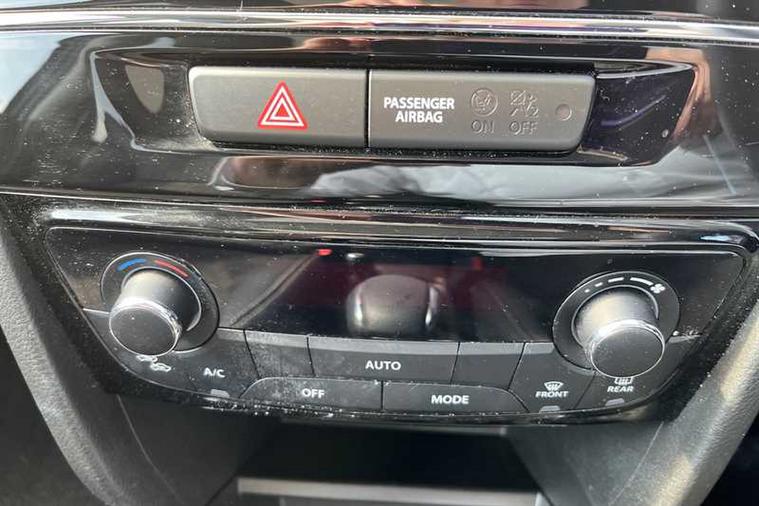 PASSENGER
AIRBAG
ON OFF
AUTO
A/C
OFF
MODE
FRONT
REAR